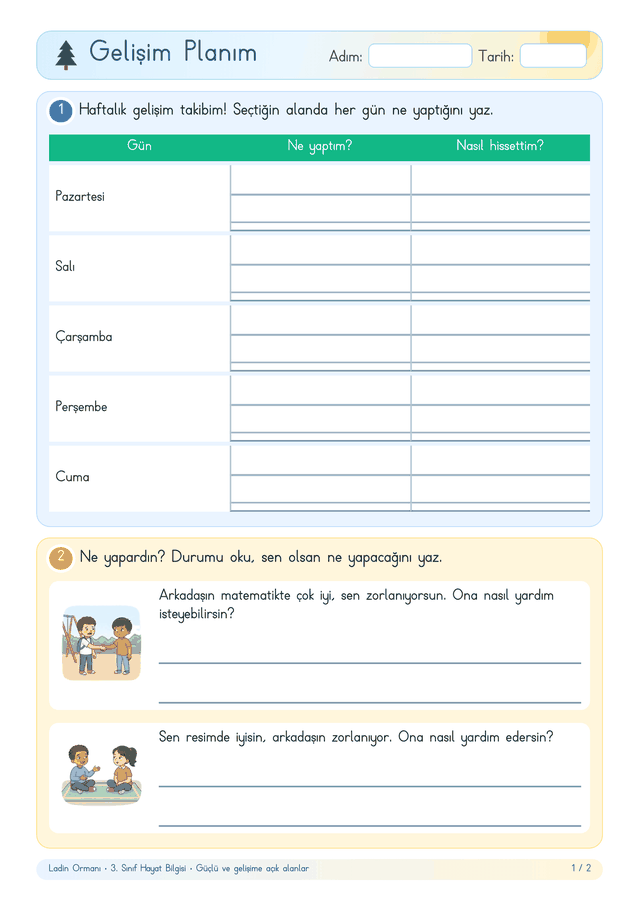 Gelişim Planım
Adım:
Tarih:
1 Haftalık gelişim takibim! Seçtiğin alanda her gün ne yaptığını yaz.
Gün Ne yaptım? Nasıl hissettim?
Pazartesi
Salı
Çarşamba
Perşembe
Cuma
2 Ne yapardın? Durumu oku, sen olsan ne yapacağını yaz.
Arkadaşın matematikte çok iyi, sen zorlanıyorsun. Ona nasıl yardım
isteyebilirsin?
Sen resimde iyisin, arkadaşın zorlanıyor. Ona nasıl yardım edersin?
Ladin Ormanı • 3. Sınıf Hayat Bilgisi • Güçlü ve gelişime açık alanlar 1 / 2